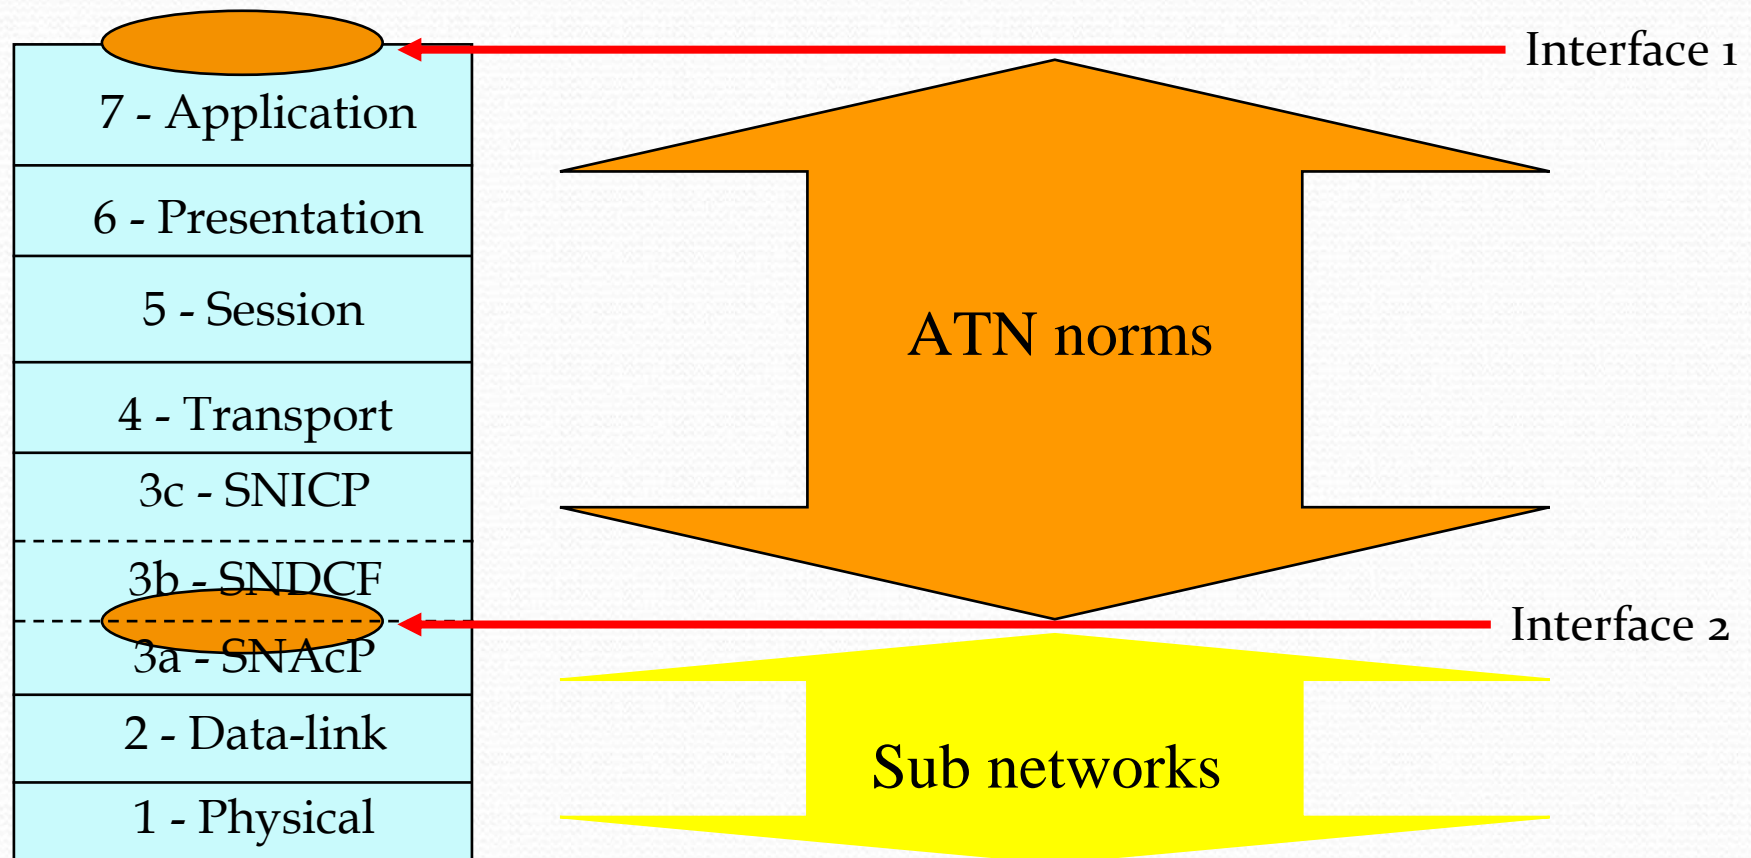 Interface 1
7 - Application
6 - Presentation
5 - Session
ATN norms
4 - Transport
3c - SNICP
3b - SNDCF
Interface 2
3a - SNAcP
2 - Data-link
Sub networks
1 - Physical